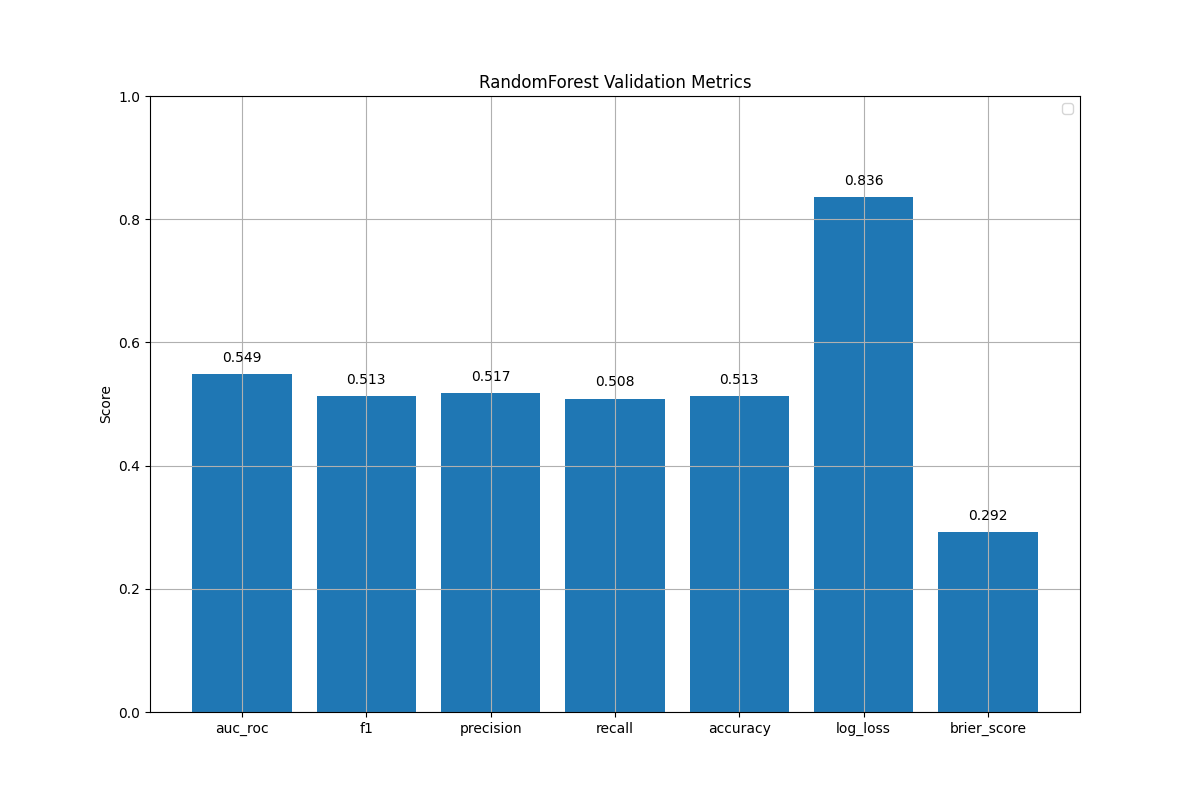 RandomForest Validation Metrics
1.0
0.8
0.6
0.4
0.2
0.0
Score
0.549
0.513
0.517
0.508
0.513
0.836
0.292
auc_roc
f1
precision
recall
accuracy
log_loss
brier_score